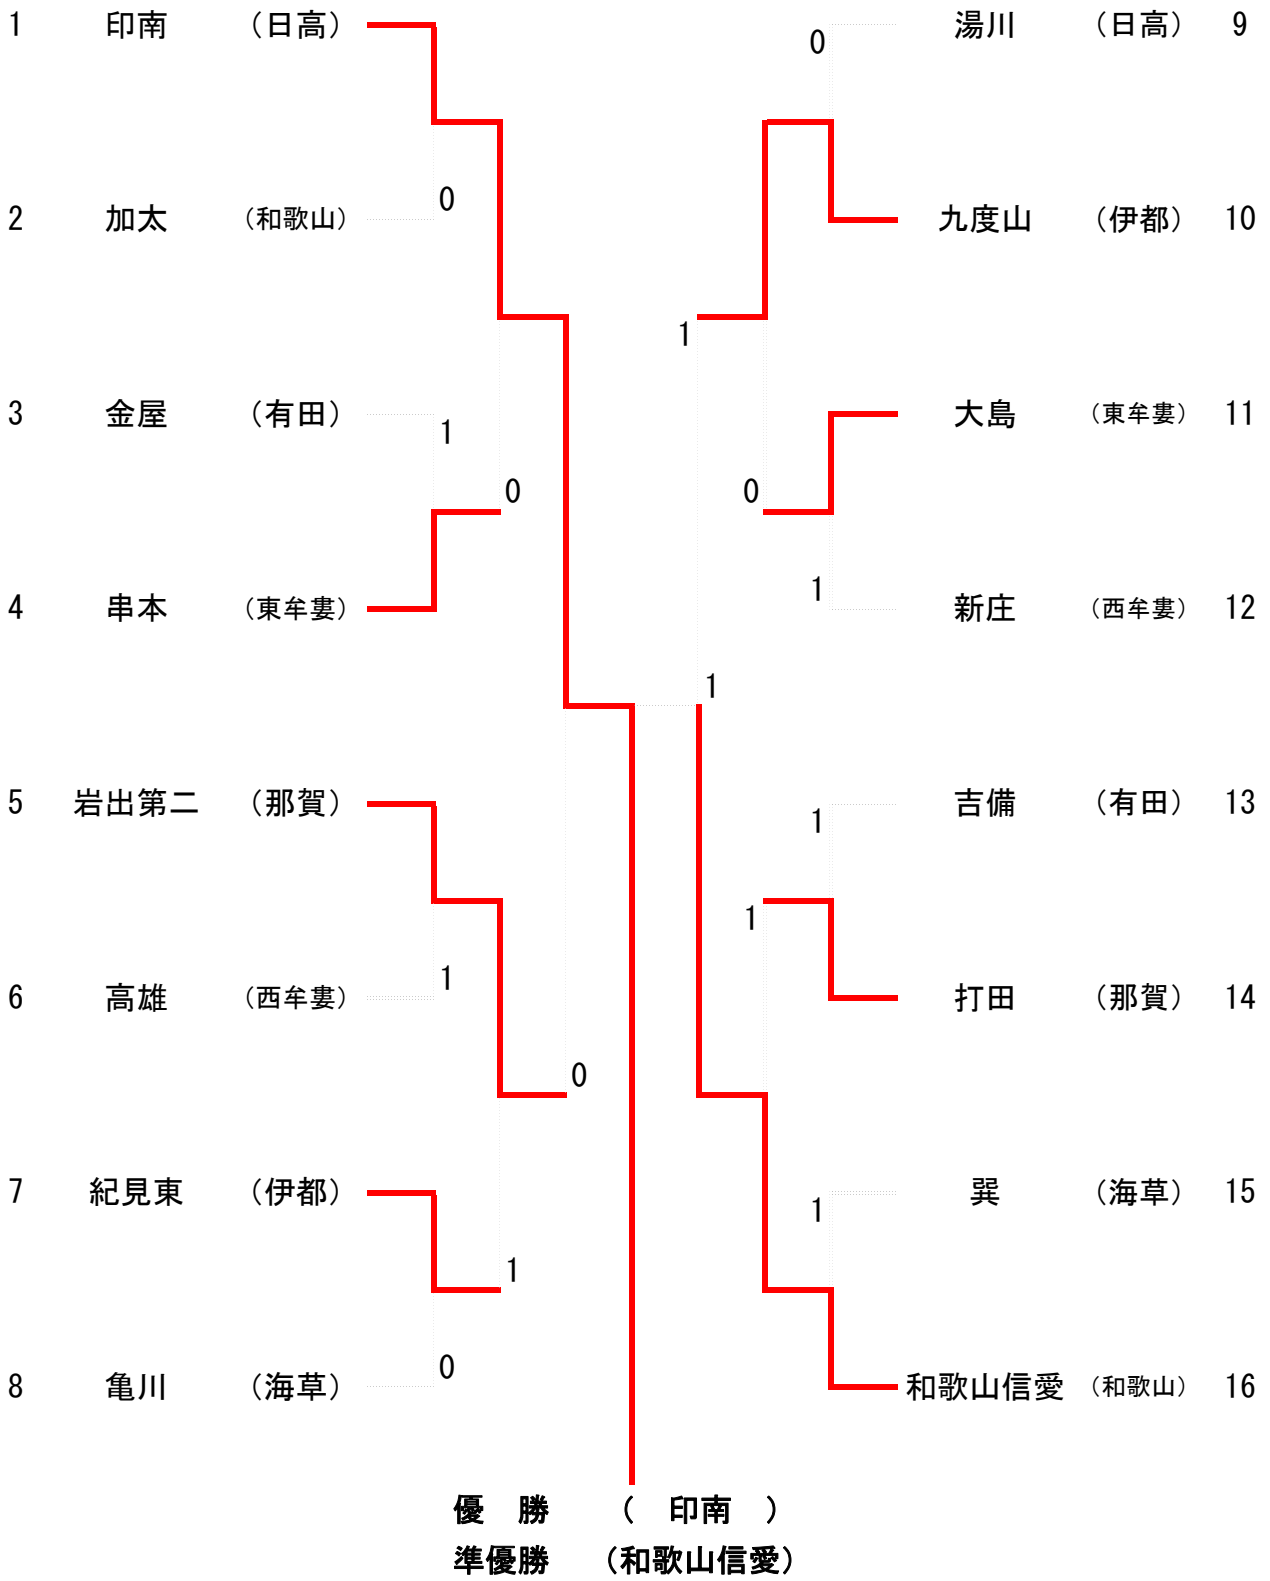 1 印南 （日高） 湯川 （日高） 9
0
0
2 加太 （和歌山） 九度山 （伊都） 10
1
3 金屋 （有田） 大島 （東牟婁） 11
1
0 0
4 串本 （東牟婁） 1 新庄 （西牟婁） 12
1
5 岩出第二 （那賀） 吉備 （有田） 13
1
1
6 高雄 （西牟婁） 打田 （那賀） 14
1
0
7 紀見東 （伊都） 巽 （海草） 15
1
1
0
8 亀川 （海草） 和歌山信愛 （和歌山） 16
優 勝 （ 印南 ）
準優勝 （和歌山信愛）